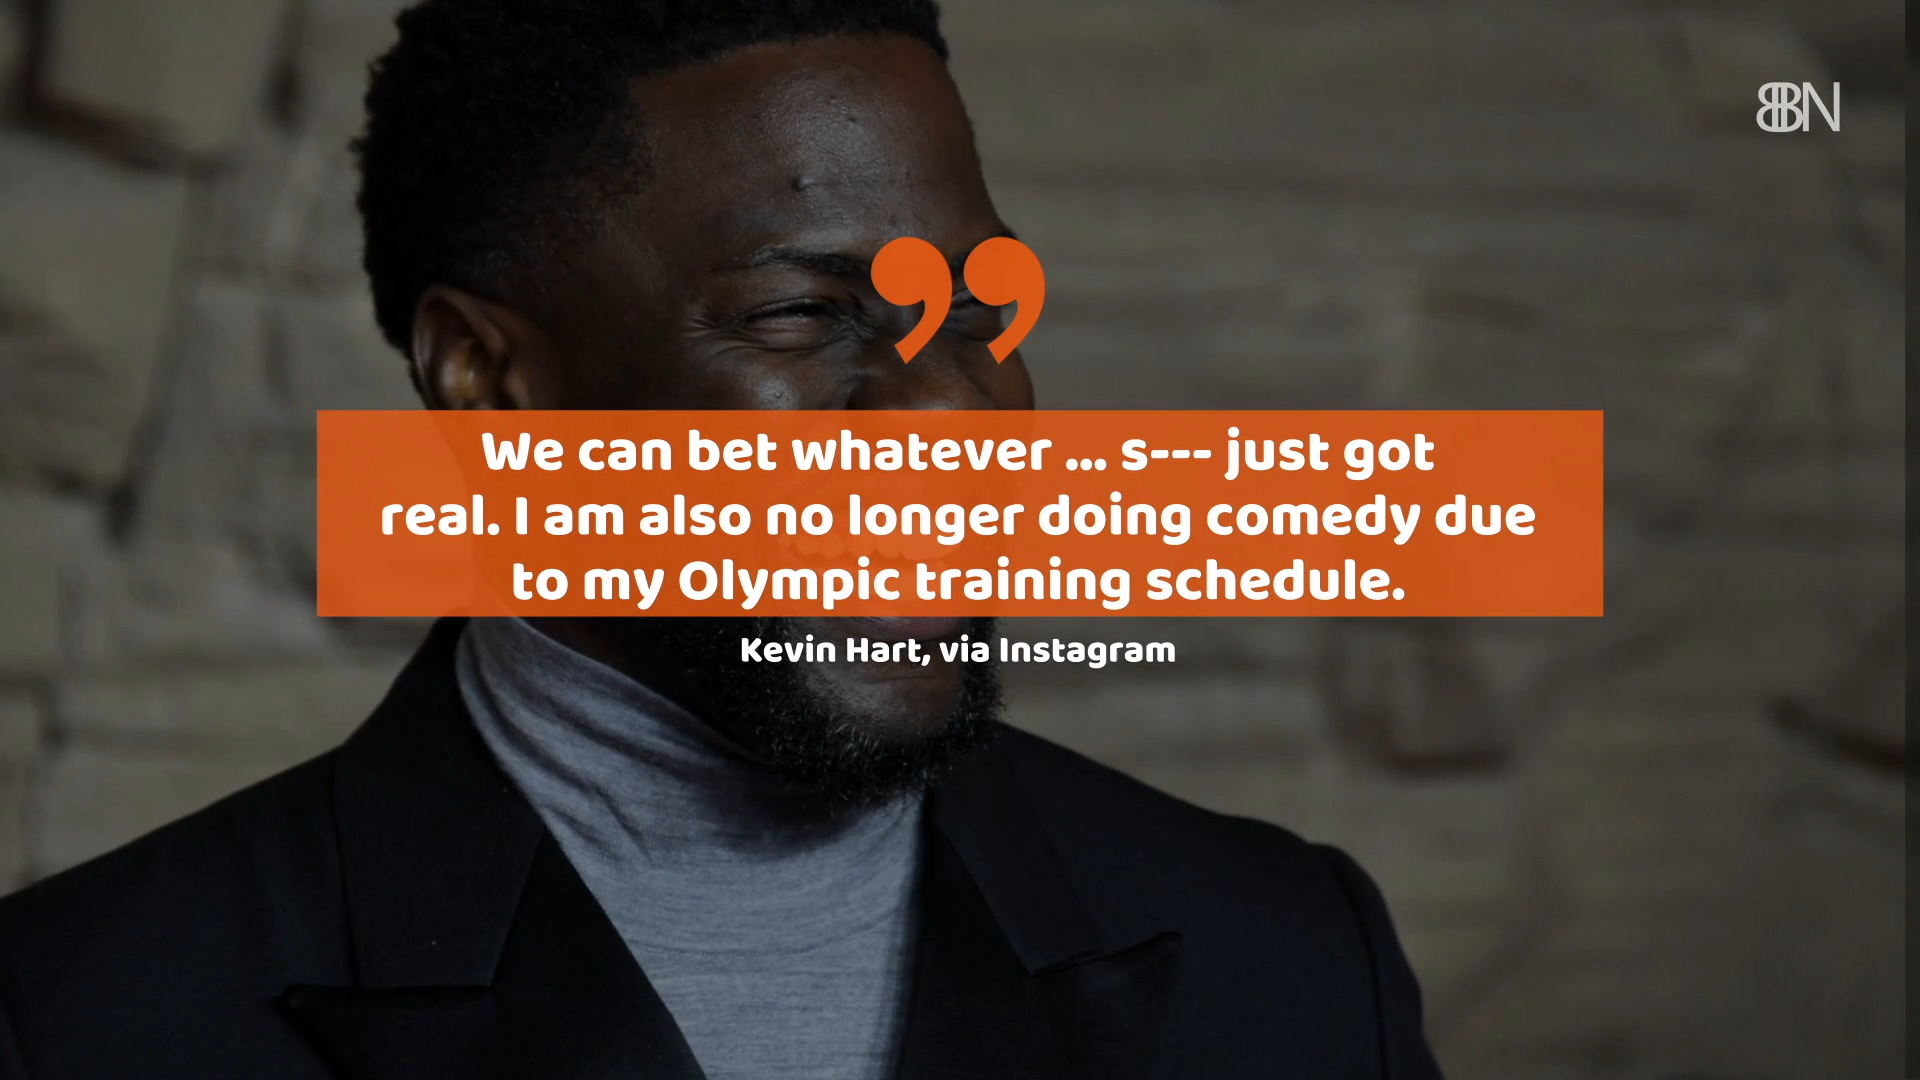 BBN
”
We can bet whatever ... s--- just got
real. I am also no longer doing comedy due
to my Olympic training schedule.
Kevin Hart, via Instagram